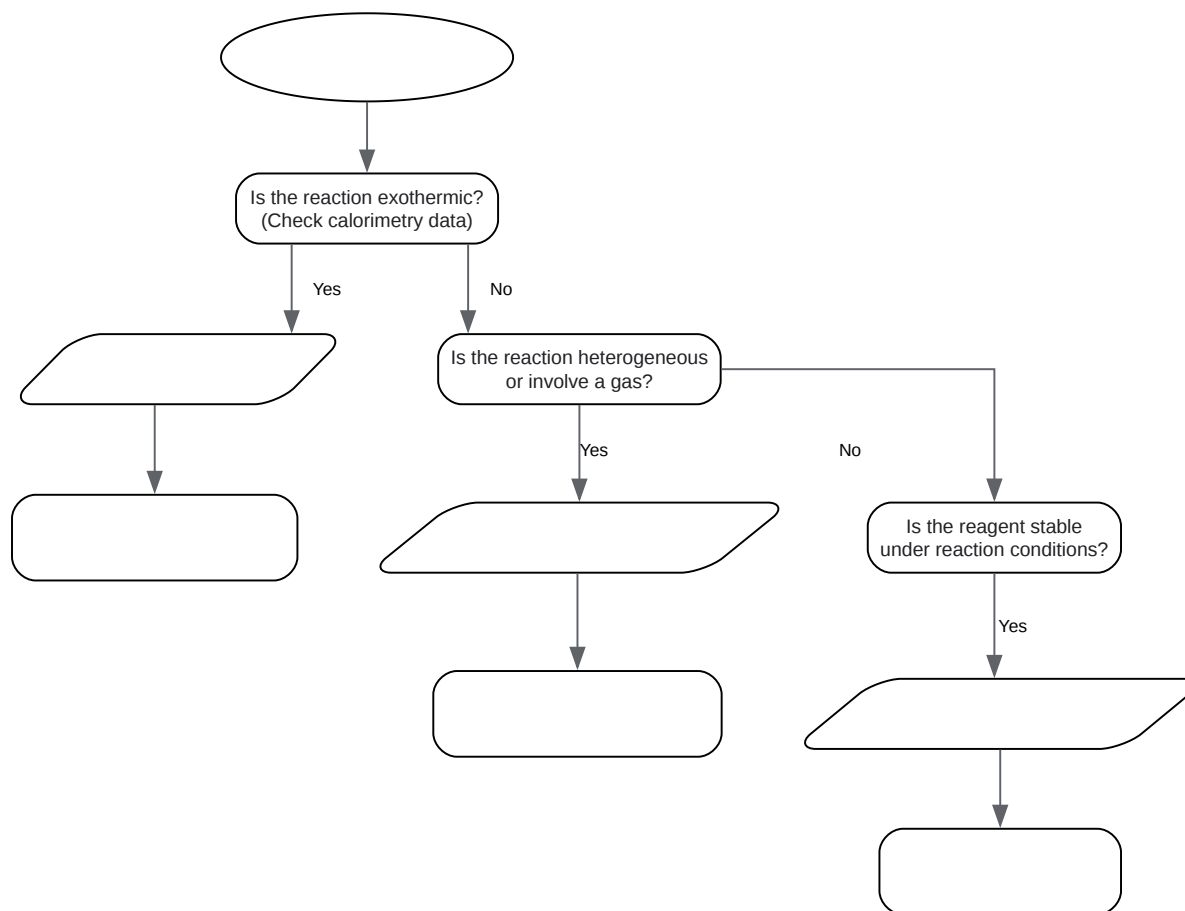 Is the reaction exothermic?
(Check calorimetry data)
Yes
No
Is the reaction heterogeneous
or involve a gas?
Yes
No
Is the reagent stable
under reaction conditions?
Yes